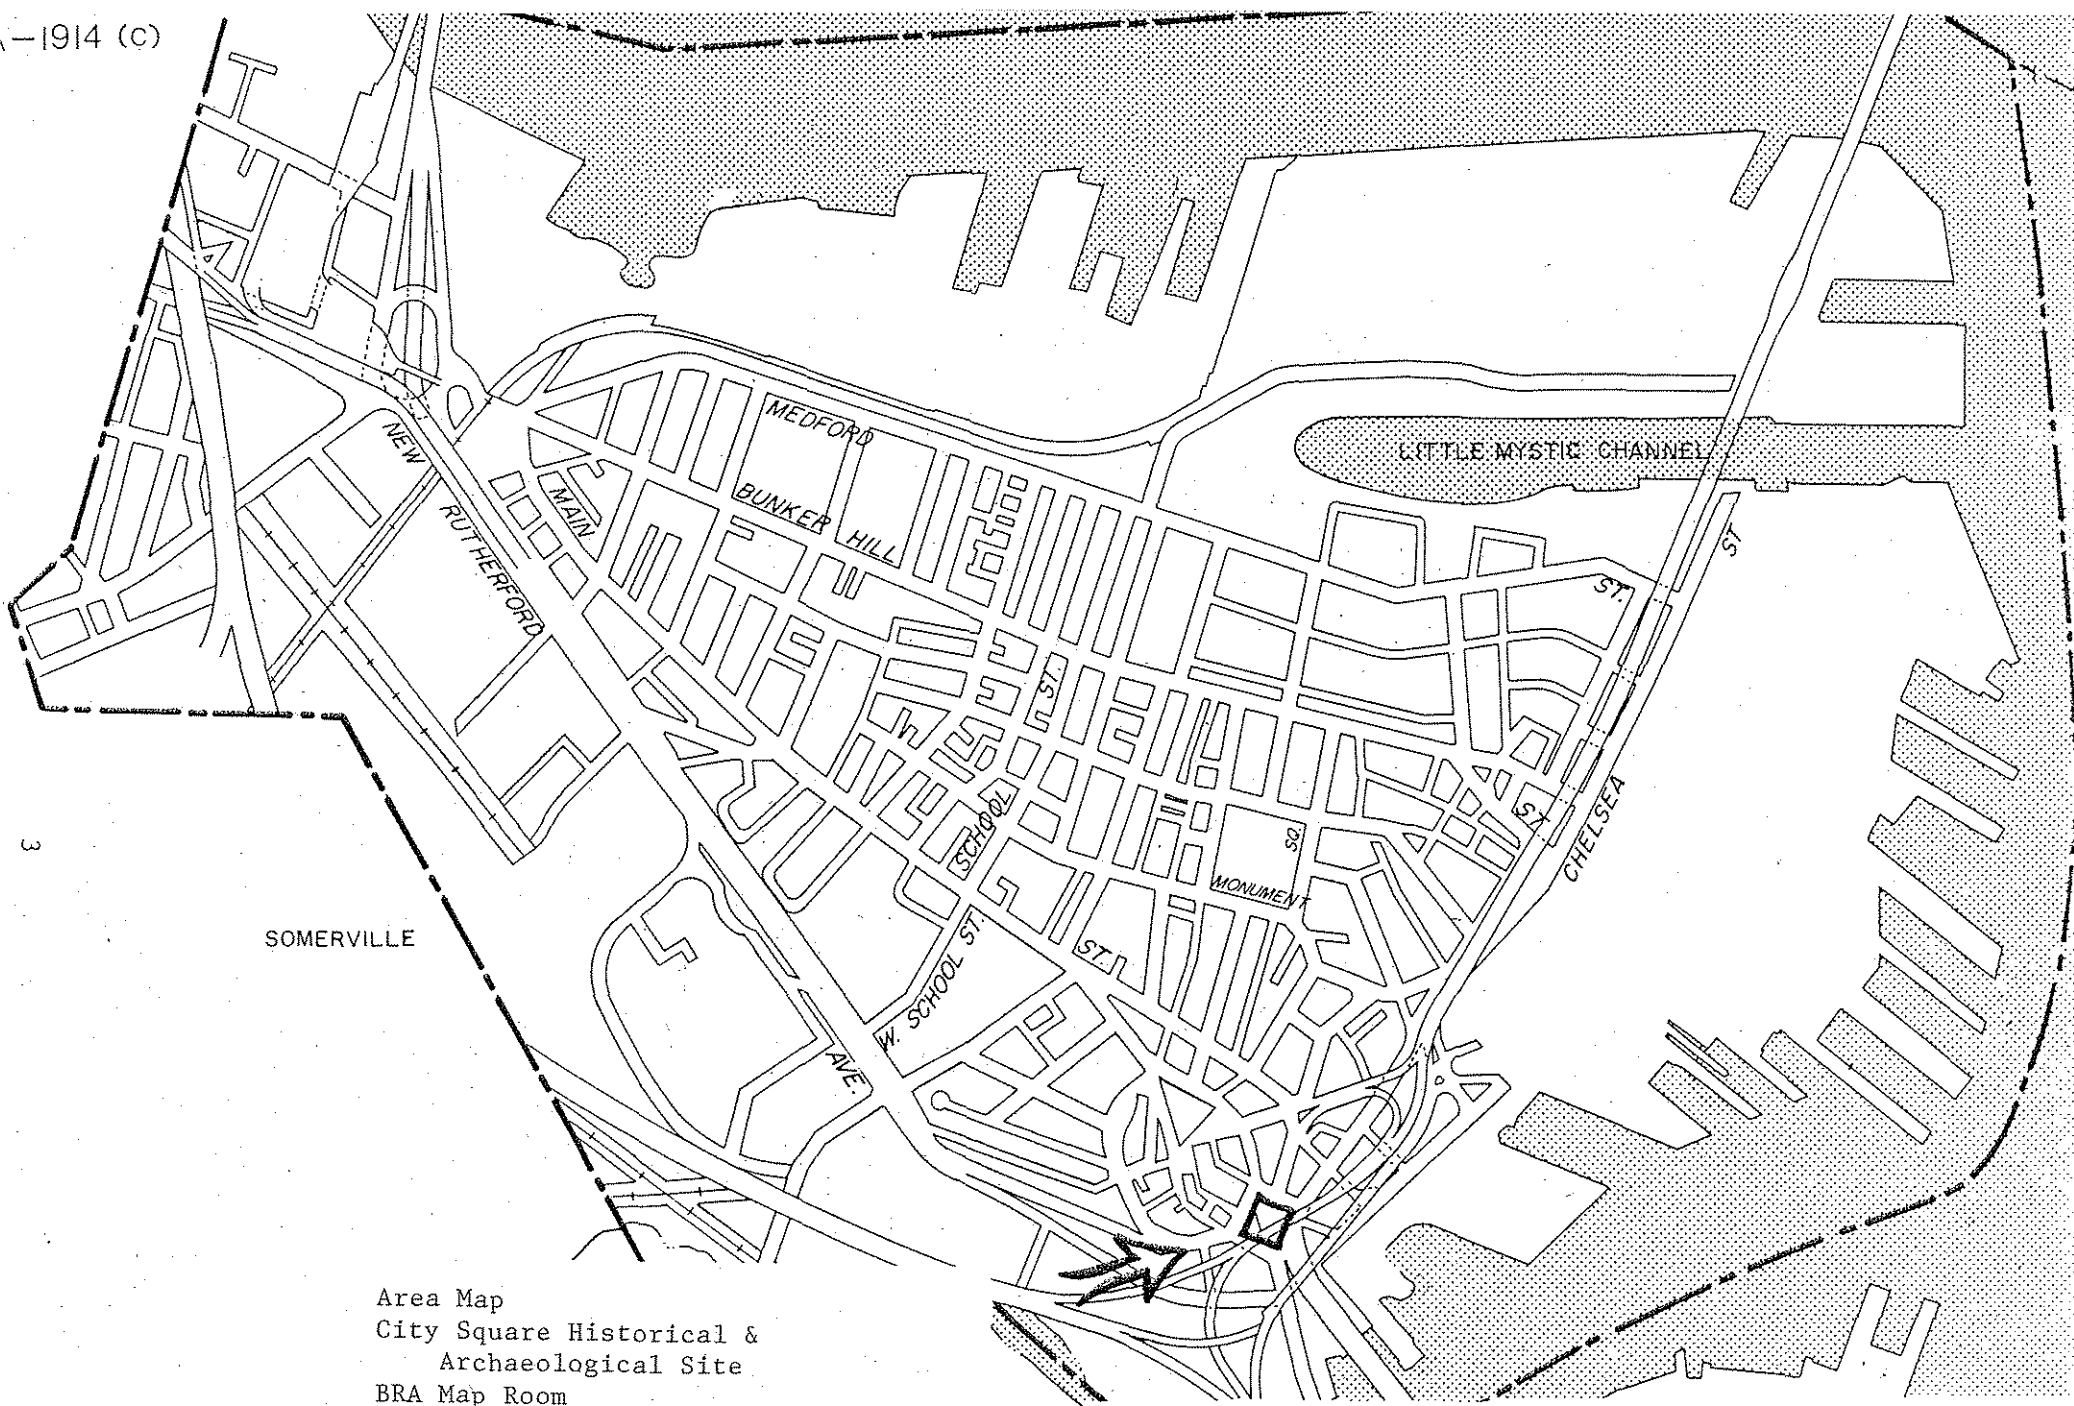 A-1914 (C)
MEDFORD
LITTLE MYSTIC CHANNEL
NEW
MAIN
BUNKER
HILL
RUTHERFORD
ST
ST.
ST.
SCHOOL
ST.
CHELSEA
SQ
MONUMENT
3
SOMERVILLE
W. SCHOOL ST.
ST.
AVE.
Area Map
City Square Historical &
Archaeological Site
BRA Map Room